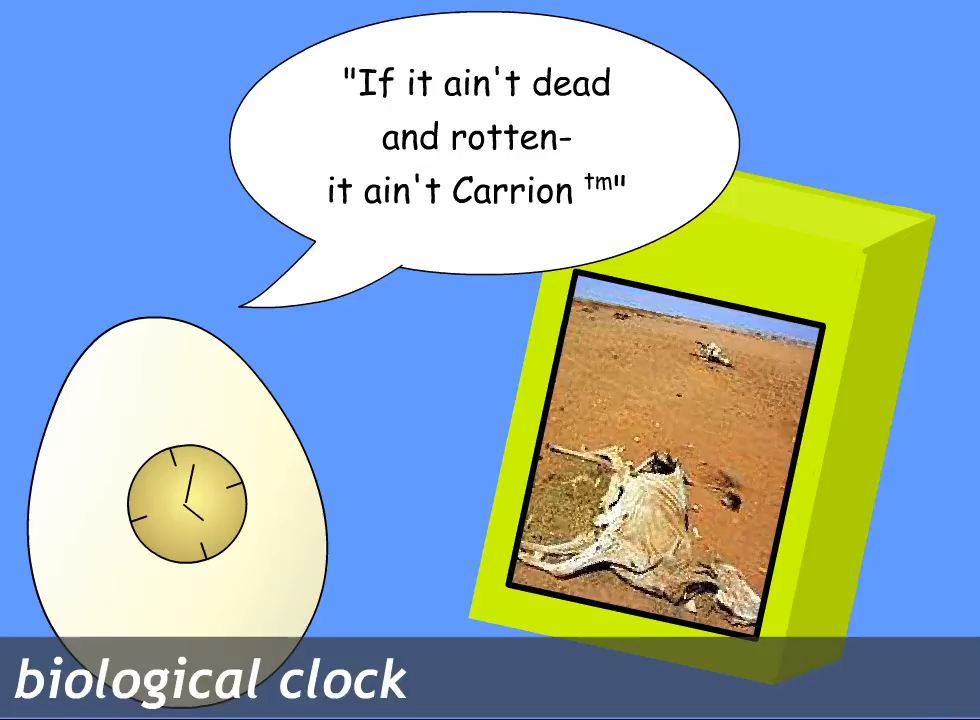 "If it ain't dead
and rotten-
it ain't Carrion ™"
biological clock